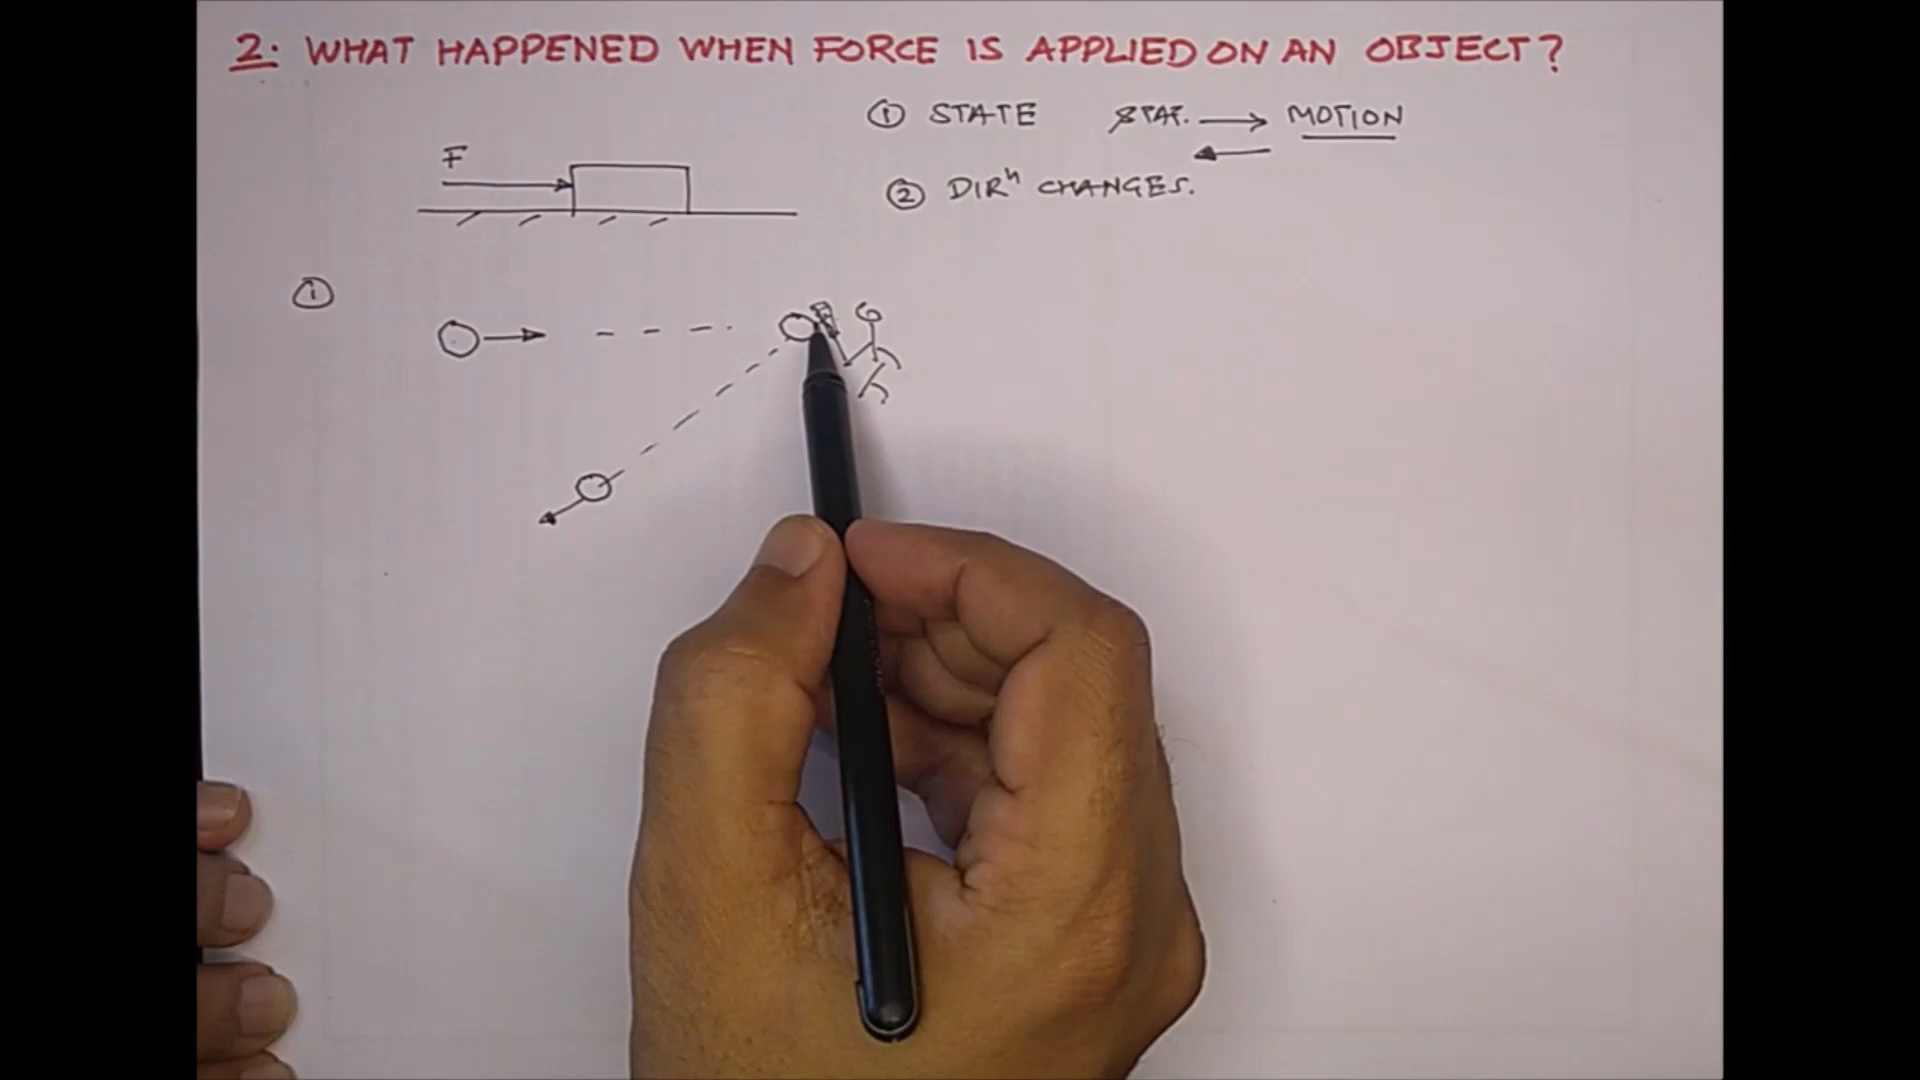 2. WHAT HAPPENED WHEN FORCE IS APPLIED ON AN OBJECT?
① STATE STAT. → MOTION
←
F
② DIRⁿ CHANGES.
①